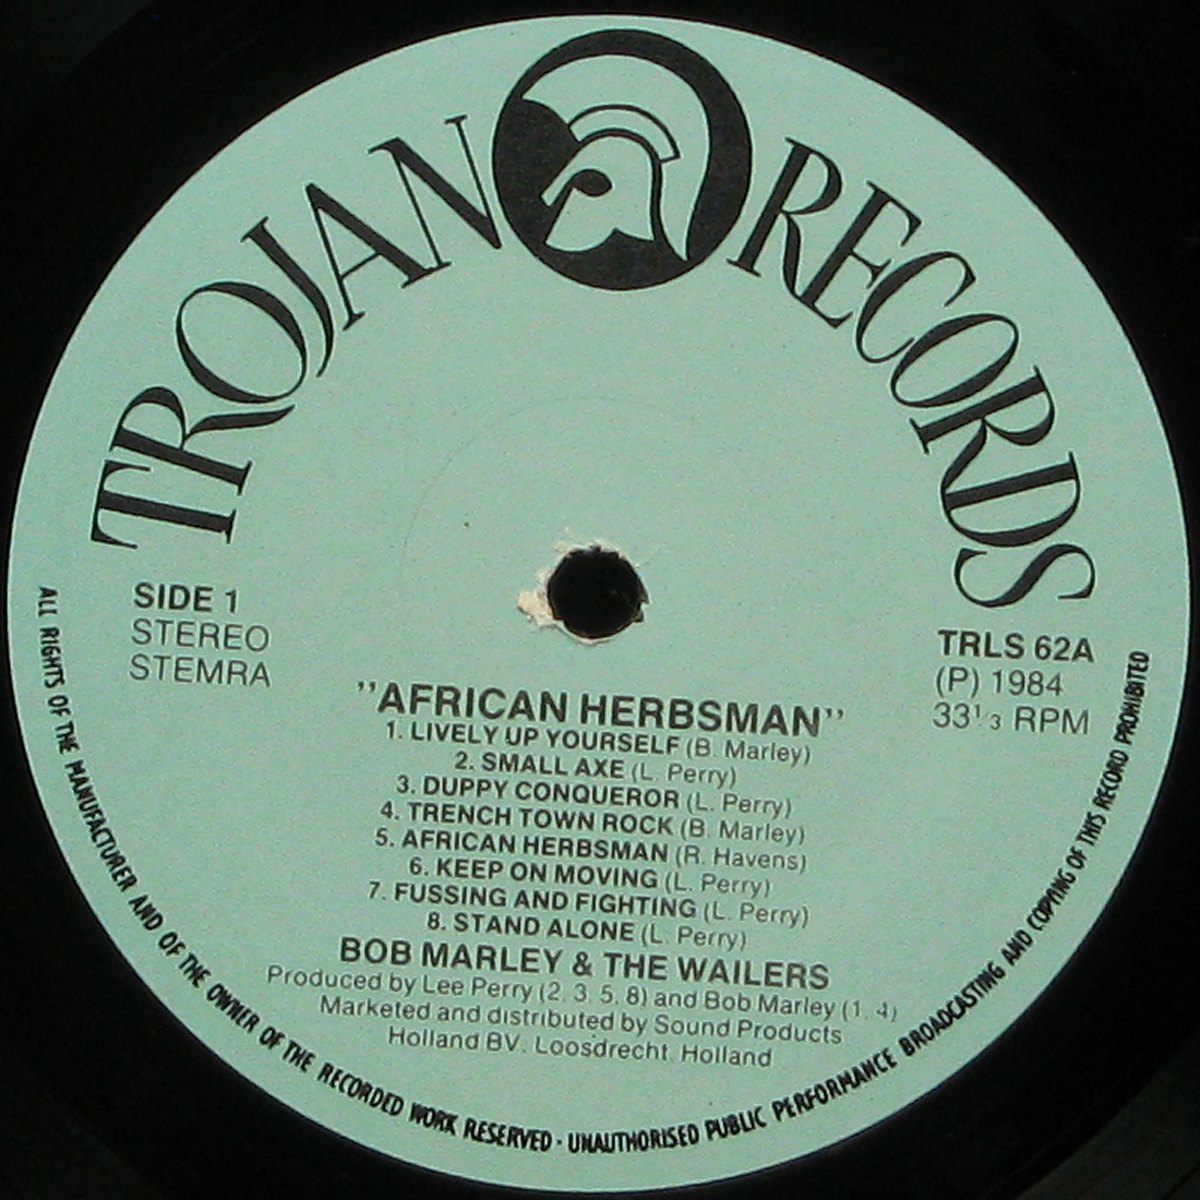 TROJAN RECORDS
SIDE 1
STEREO
STEMRA
TRLS 62A
(P) 1984
33 1/3 RPM
"AFRICAN HERBSMAN"
1. LIVELY UP YOURSELF (B. Marley)
2. SMALL AXE (L. Perry)
3. DUPPY CONQUEROR (L. Perry)
4. TRENCH TOWN ROCK (B. Marley)
5. AFRICAN HERBSMAN (R. Havens)
6. KEEP ON MOVING (L. Perry)
7. FUSSING AND FIGHTING (L. Perry)
8. STAND ALONE (L. Perry)
BOB MARLEY & THE WAILERS
Produced by Lee Perry (2, 3, 5, 8) and Bob Marley (1, 4)
Marketed and distributed by Sound Products
Holland BV. Loosdrecht. Holland
ALL RIGHTS OF THE MANUFACTURER AND OF THE OWNER OF THE RECORDED WORK RESERVED · UNAUTHORISED PUBLIC PERFORMANCE BROADCASTING AND COPYING OF THIS RECORD PROHIBITED